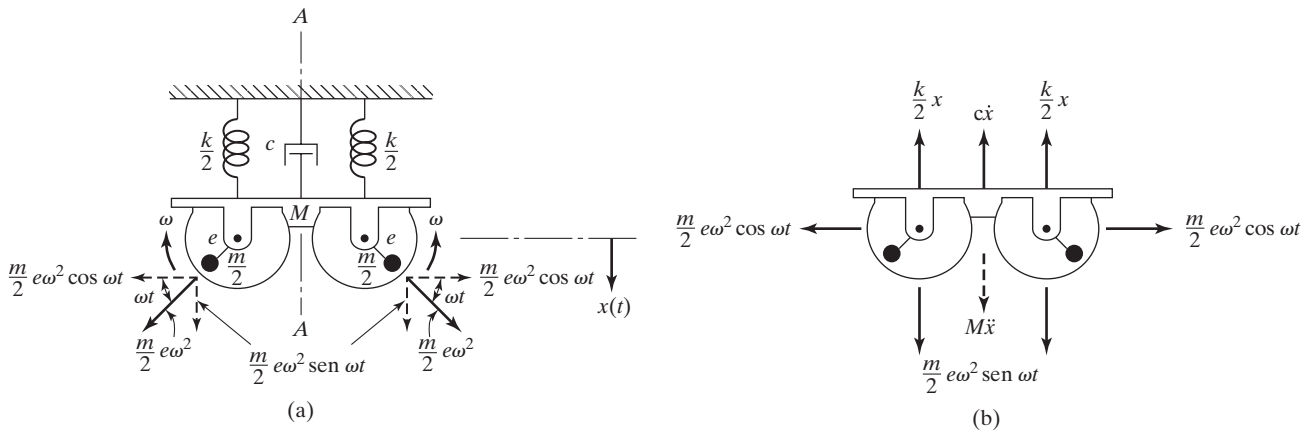 A
k/2
c
k/2
M
ω
ω
e
e
m/2
m/2
m/2 eω² cos ωt
m/2 eω² cos ωt
ωt
ωt
x(t)
A
m/2 eω²
m/2 eω² sen ωt
m/2 eω²
(a)
k/2 x
cẋ
k/2 x
m/2 eω² cos ωt
m/2 eω² cos ωt
Mẍ
m/2 eω² sen ωt
(b)